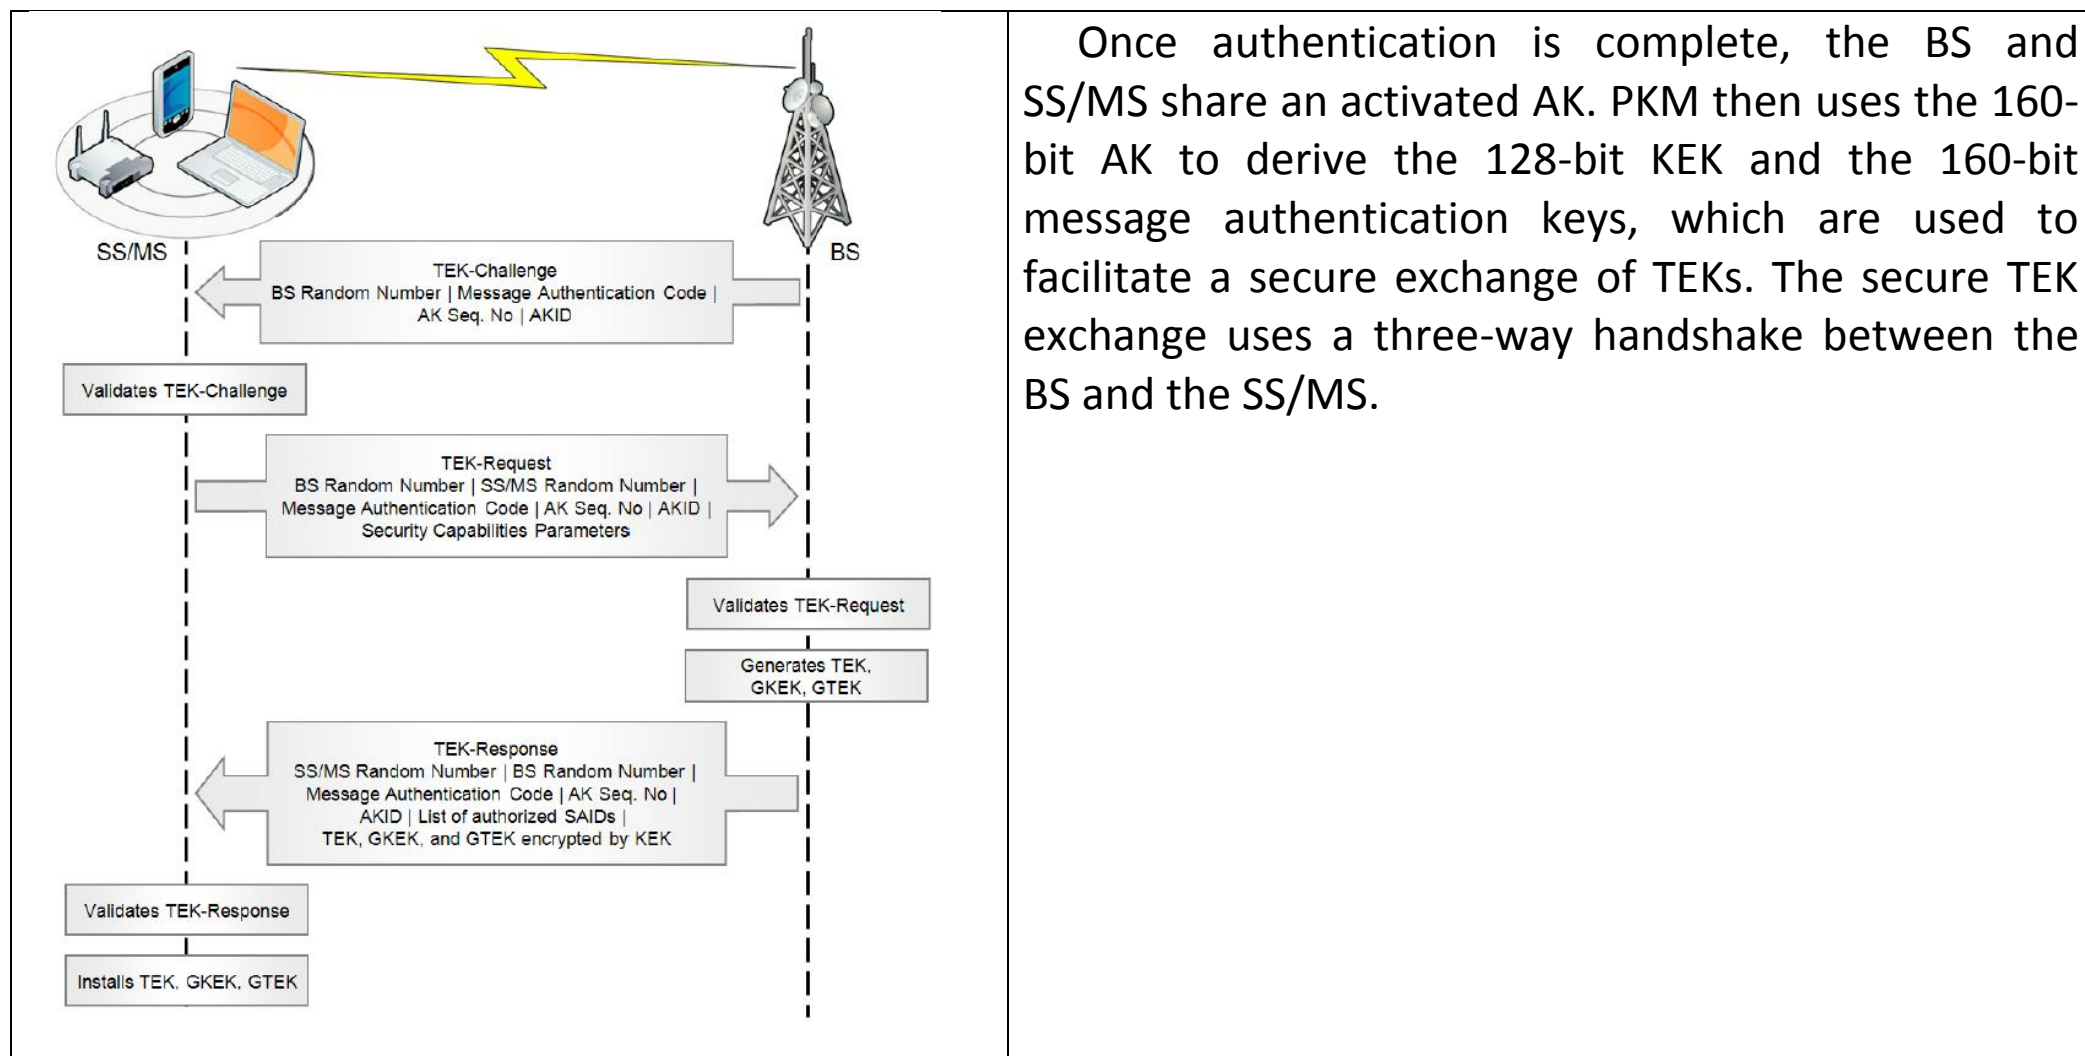 SS/MS
BS
TEK-Challenge
BS Random Number | Message Authentication Code |
AK Seq. No | AKID
Validates TEK-Challenge
TEK-Request
BS Random Number | SS/MS Random Number |
Message Authentication Code | AK Seq. No | AKID |
Security Capabilities Parameters
Validates TEK-Request
Generates TEK,
GKEK, GTEK
TEK-Response
SS/MS Random Number | BS Random Number |
Message Authentication Code | AK Seq. No |
AKID | List of authorized SAIDs |
TEK, GKEK, and GTEK encrypted by KEK
Validates TEK-Response
Installs TEK, GKEK, GTEK
Once authentication is complete, the BS and
SS/MS share an activated AK. PKM then uses the 160-
bit AK to derive the 128-bit KEK and the 160-bit
message authentication keys, which are used to
facilitate a secure exchange of TEKs. The secure TEK
exchange uses a three-way handshake between the
BS and the SS/MS.